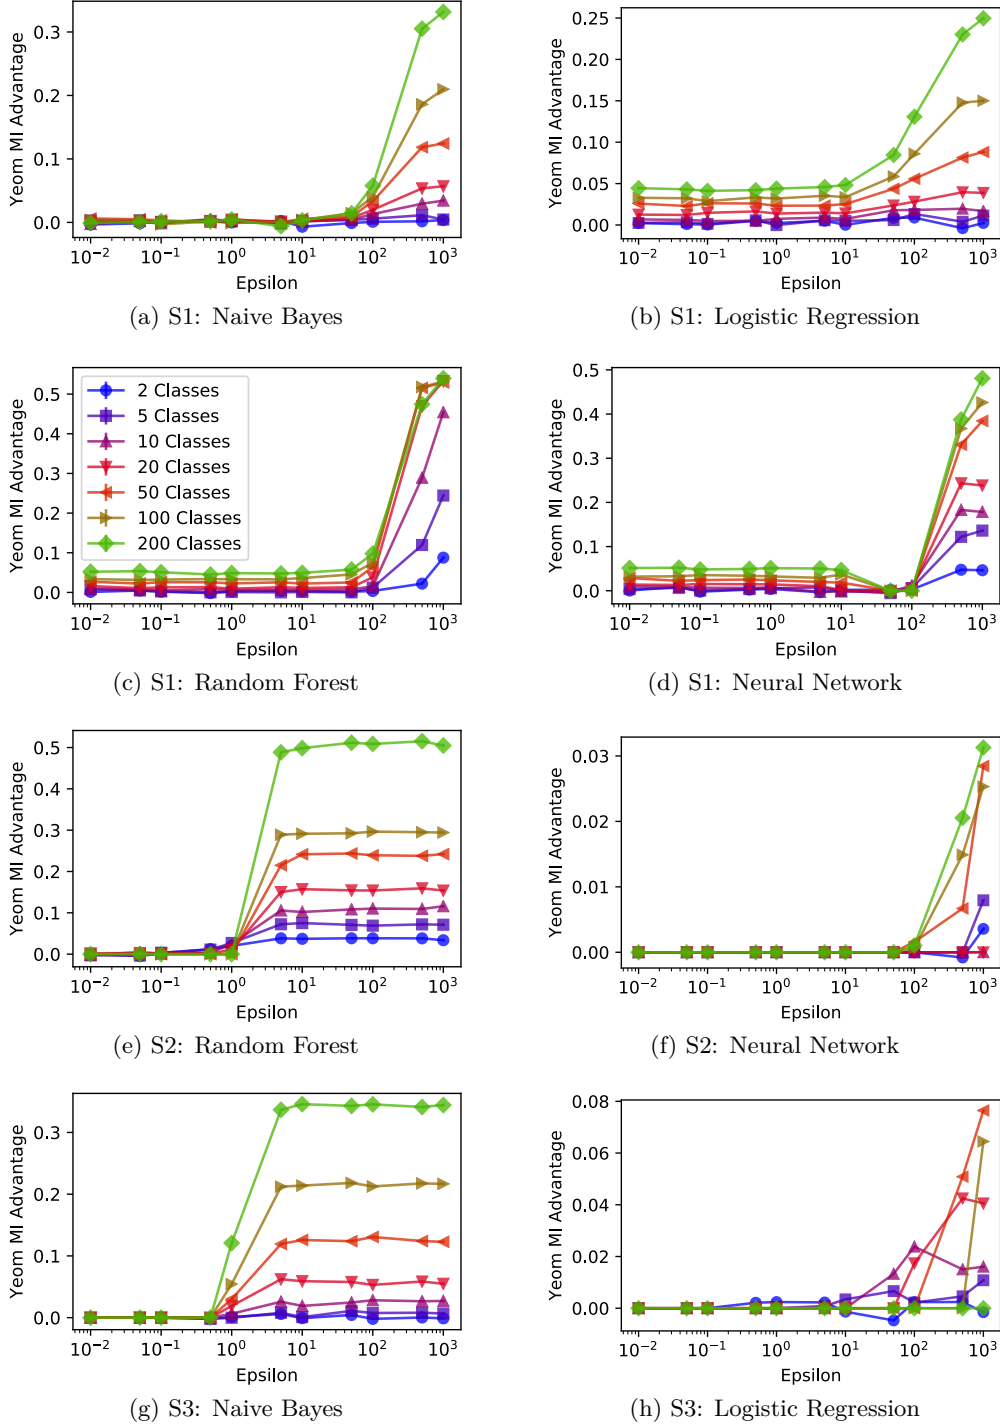 Yeom MI Advantage
0.3
0.2
0.1
0.0
10⁻² 10⁻¹ 10⁰ 10¹ 10² 10³
Epsilon
(a) S1: Naive Bayes
Yeom MI Advantage
0.25
0.20
0.15
0.10
0.05
0.00
10⁻² 10⁻¹ 10⁰ 10¹ 10² 10³
Epsilon
(b) S1: Logistic Regression
Yeom MI Advantage
0.5
0.4
0.3
0.2
0.1
0.0
2 Classes
5 Classes
10 Classes
20 Classes
50 Classes
100 Classes
200 Classes
10⁻² 10⁻¹ 10⁰ 10¹ 10² 10³
Epsilon
(c) S1: Random Forest
Yeom MI Advantage
0.5
0.4
0.3
0.2
0.1
0.0
10⁻² 10⁻¹ 10⁰ 10¹ 10² 10³
Epsilon
(d) S1: Neural Network
Yeom MI Advantage
0.5
0.4
0.3
0.2
0.1
0.0
10⁻² 10⁻¹ 10⁰ 10¹ 10² 10³
Epsilon
(e) S2: Random Forest
Yeom MI Advantage
0.03
0.02
0.01
0.00
10⁻² 10⁻¹ 10⁰ 10¹ 10² 10³
Epsilon
(f) S2: Neural Network
Yeom MI Advantage
0.3
0.2
0.1
0.0
10⁻² 10⁻¹ 10⁰ 10¹ 10² 10³
Epsilon
(g) S3: Naive Bayes
Yeom MI Advantage
0.08
0.06
0.04
0.02
0.00
10⁻² 10⁻¹ 10⁰ 10¹ 10² 10³
Epsilon
(h) S3: Logistic Regression